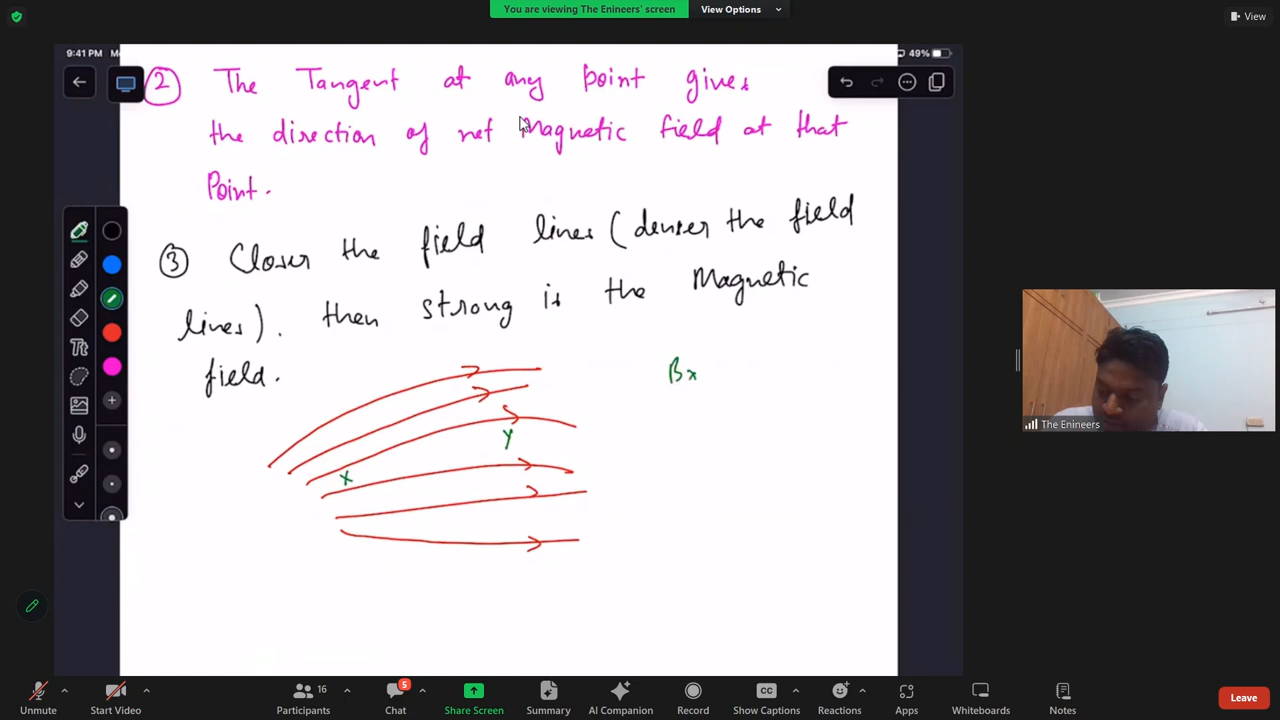 You are viewing The Enineers' screen
View Options
View
9:41 PM
49%
② The Tangent at any point gives
the direction of net Magnetic field at that
Point.
③ Closer the field lines (denser the field
lines). then strong is the Magnetic
field.
Bx
Y
X
The Enineers
Unmute
Start Video
16
Participants
5
Chat
Share Screen
Summary
AI Companion
Record
CC
Show Captions
Reactions
Apps
Whiteboards
Notes
Leave